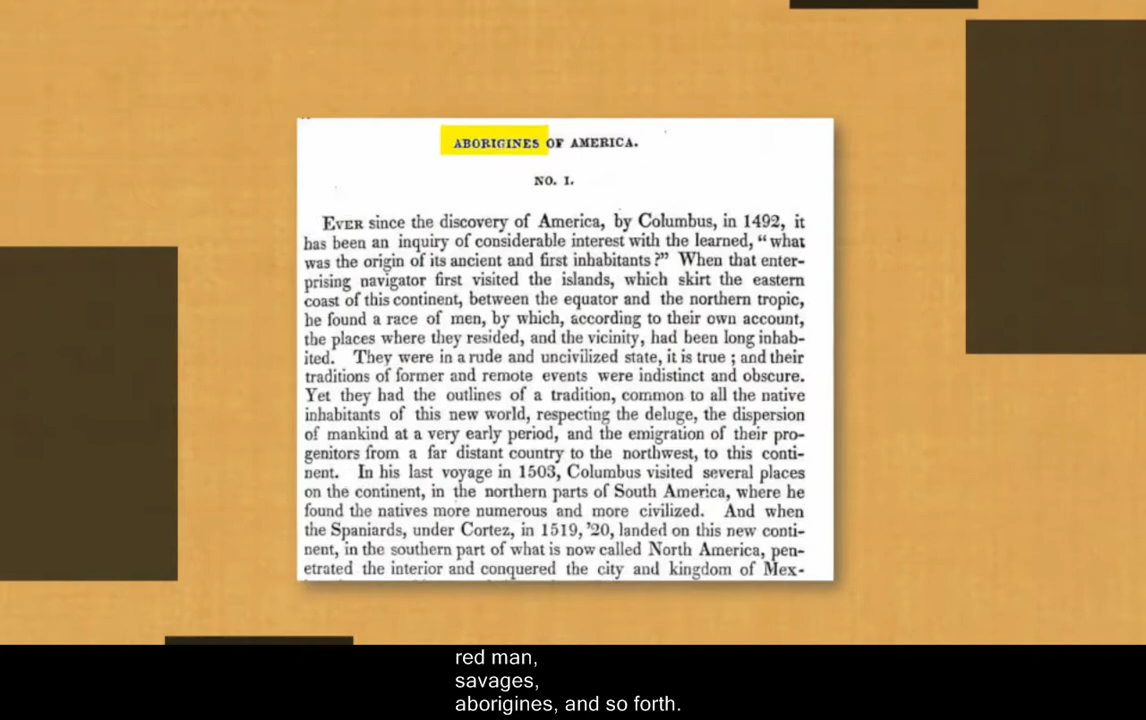 ABORIGINES OF AMERICA.
NO. I.
EVER since the discovery of America, by Columbus, in 1492, it
has been an inquiry of considerable interest with the learned, "what
was the origin of its ancient and first inhabitants?" When that enter-
prising navigator first visited the islands, which skirt the eastern
coast of this continent, between the equator and the northern tropic,
he found a race of men, by which, according to their own account,
the places where they resided, and the vicinity, had been long inhab-
ited. They were in a rude and uncivilized state, it is true; and their
traditions of former and remote events were indistinct and obscure.
Yet they had the outlines of a tradition, common to all the native
inhabitants of this new world, respecting the deluge, the dispersion
of mankind at a very early period, and the emigration of their pro-
genitors from a far distant country to the northwest, to this conti-
nent. In his last voyage in 1503, Columbus visited several places
on the continent, in the northern parts of South America, where he
found the natives more numerous and more civilized. And when
the Spaniards, under Cortez, in 1519, '20, landed on this new conti-
nent, in the southern part of what is now called North America, pen-
etrated the interior and conquered the city and kingdom of Mex-
red man,
savages,
aborigines, and so forth.